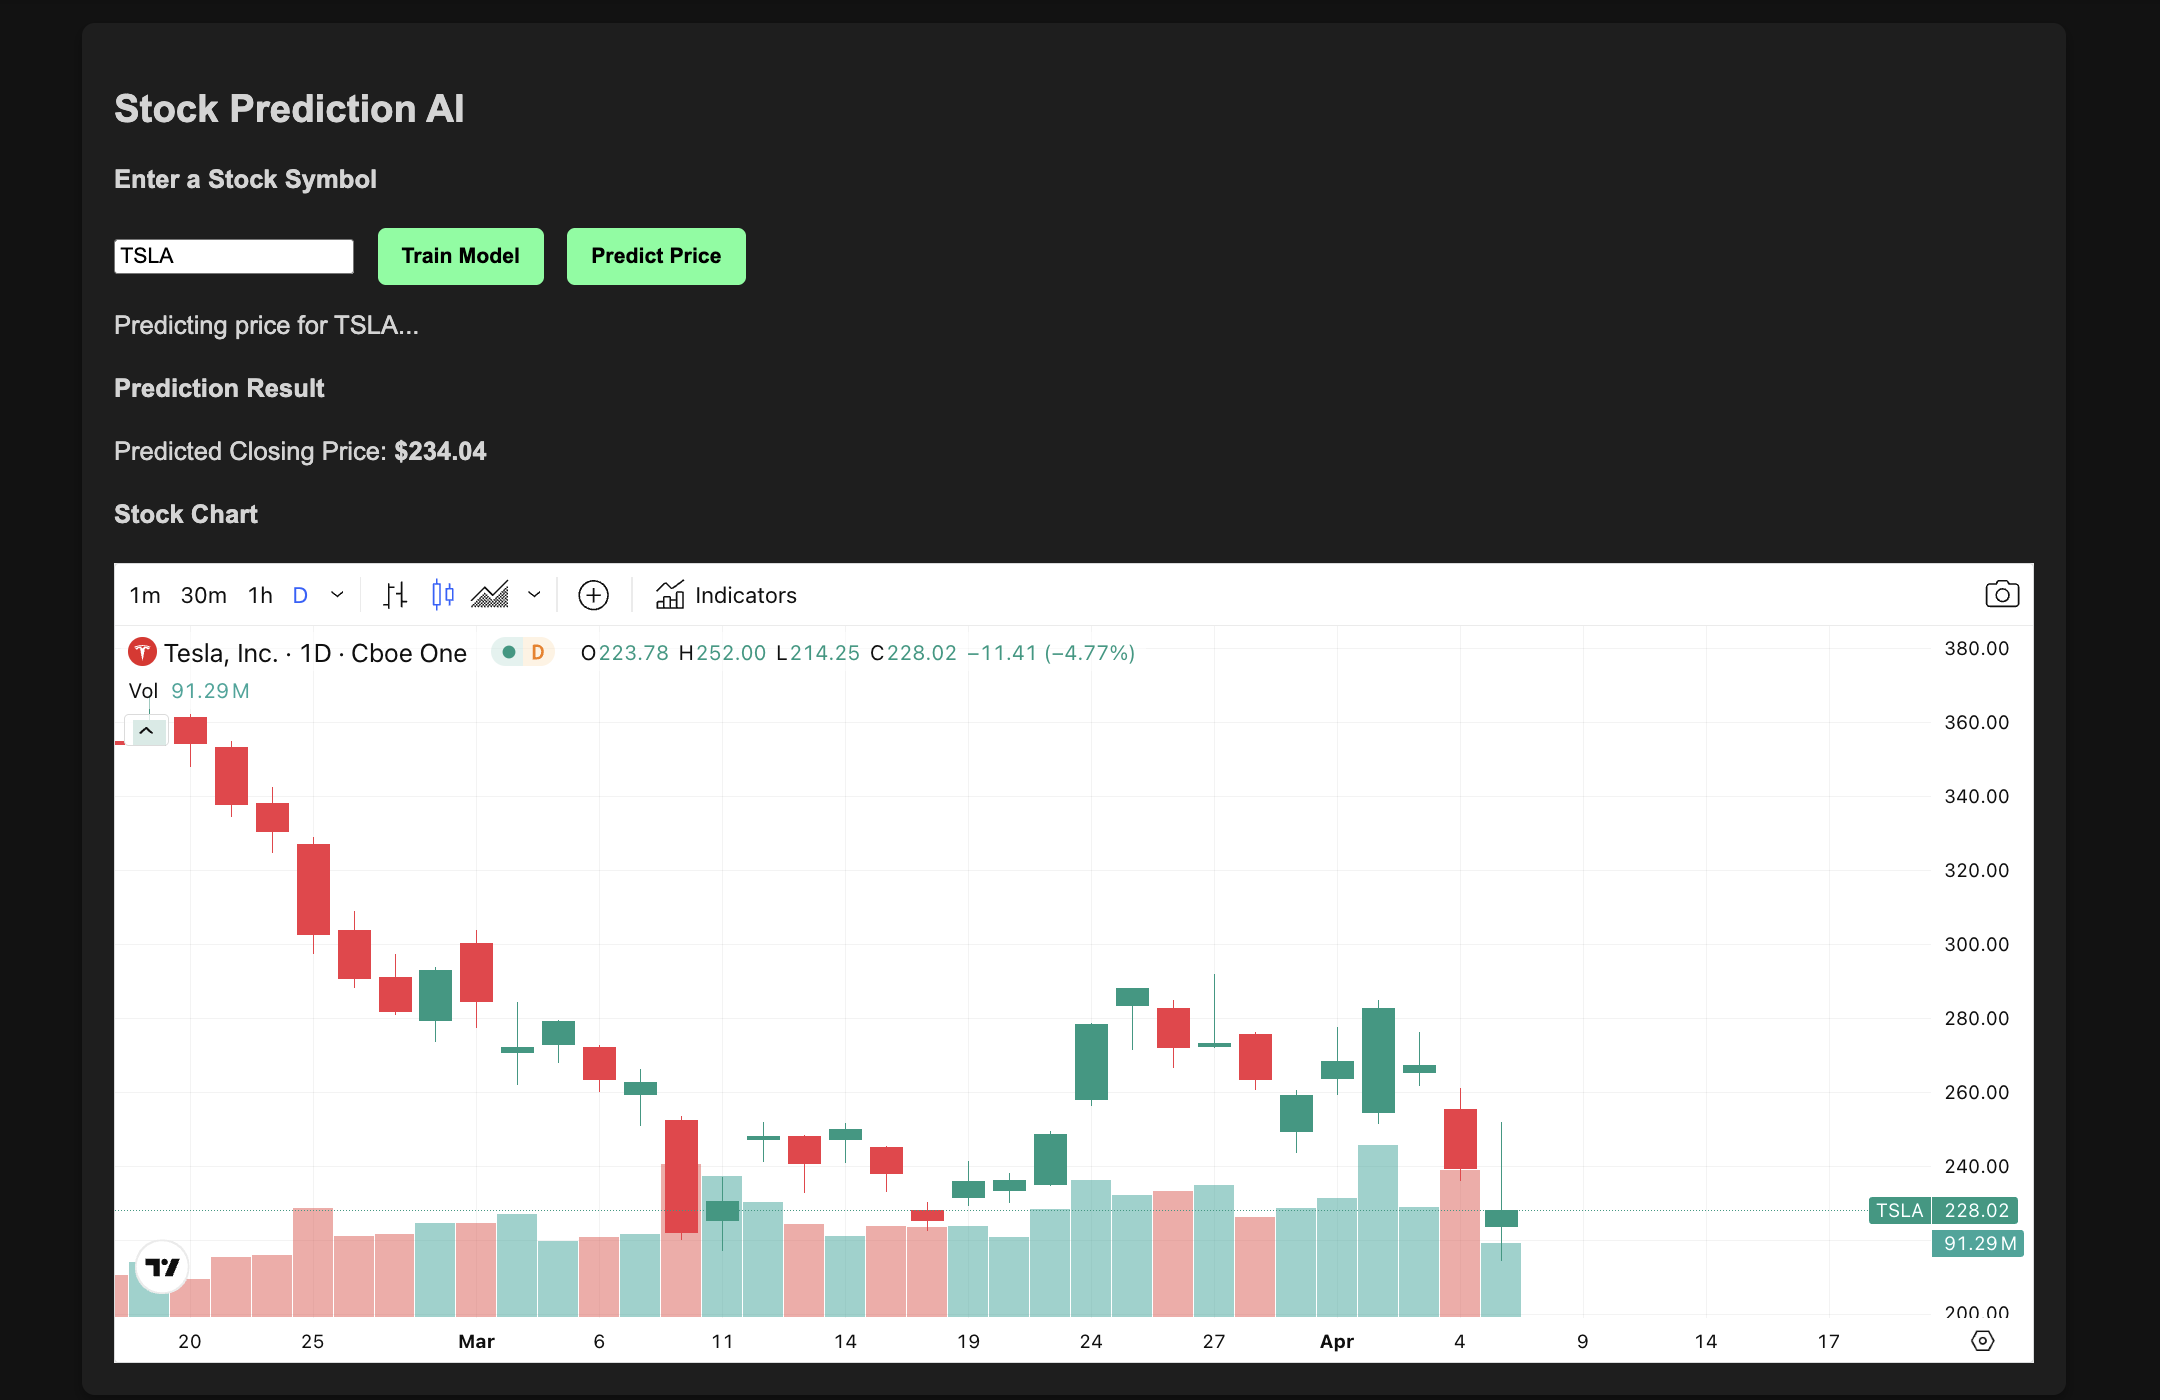 Stock Prediction AI
Enter a Stock Symbol
TSLA Train Model Predict Price
Predicting price for TSLA...
Prediction Result
Predicted Closing Price: $234.04
Stock Chart
1m 30m 1h D Indicators
Tesla, Inc. · 1D · Cboe One D O223.78 H252.00 L214.25 C228.02 −11.41 (−4.77%)
Vol 91.29M
380.00
360.00
340.00
320.00
300.00
280.00
260.00
240.00
TSLA 228.02
91.29M
200.00
20 25 Mar 6 11 14 19 24 27 Apr 4 9 14 17